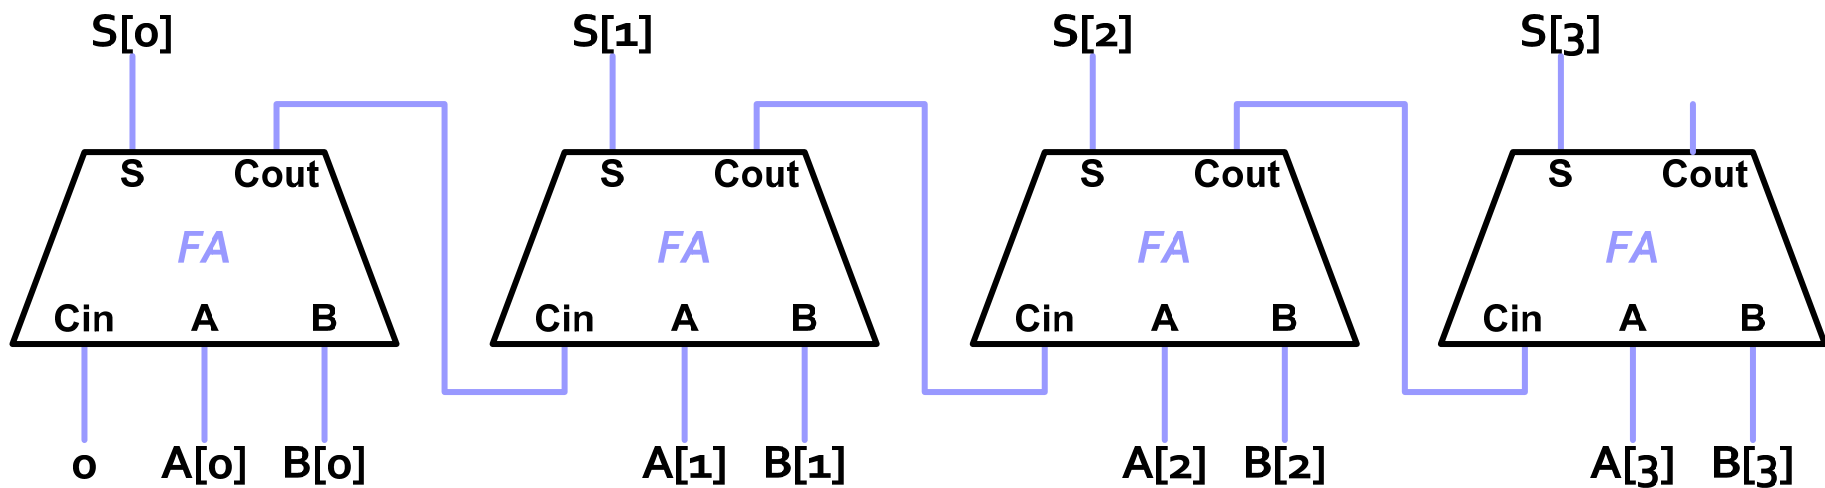 S[0] S[1] S[2] S[3]
S Cout S Cout S Cout S Cout
FA FA FA FA
Cin A B Cin A B Cin A B Cin A B
0 A[0] B[0] A[1] B[1] A[2] B[2] A[3] B[3]